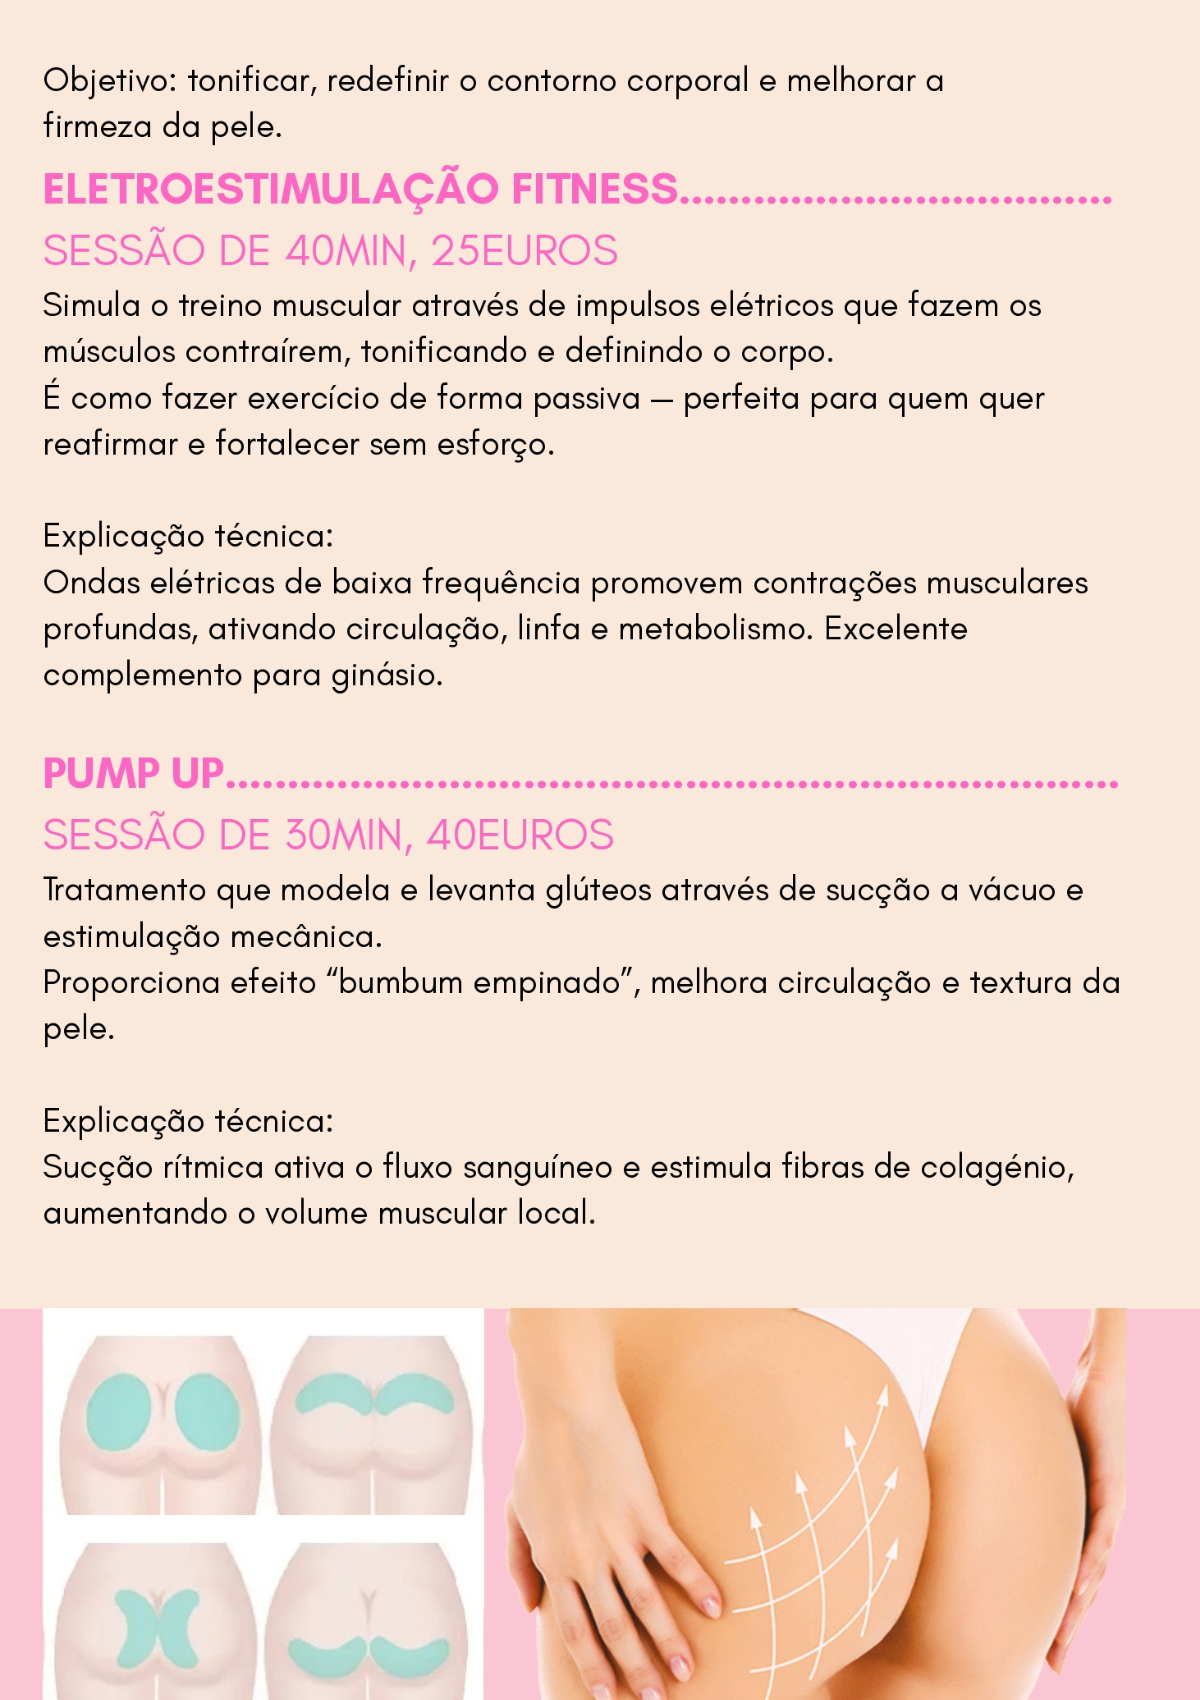 Objetivo: tonificar, redefinir o contorno corporal e melhorar a
firmeza da pele.
ELETROESTIMULAÇÃO FITNESS...................................
SESSÃO DE 40MIN, 25EUROS
Simula o treino muscular através de impulsos elétricos que fazem os
músculos contraírem, tonificando e definindo o corpo.
É como fazer exercício de forma passiva — perfeita para quem quer
reafirmar e fortalecer sem esforço.
Explicação técnica:
Ondas elétricas de baixa frequência promovem contrações musculares
profundas, ativando circulação, linfa e metabolismo. Excelente
complemento para ginásio.
PUMP UP........................................................................
SESSÃO DE 30MIN, 40EUROS
Tratamento que modela e levanta glúteos através de sucção a vácuo e
estimulação mecânica.
Proporciona efeito “bumbum empinado”, melhora circulação e textura da
pele.
Explicação técnica:
Sucção rítmica ativa o fluxo sanguíneo e estimula fibras de colagénio,
aumentando o volume muscular local.